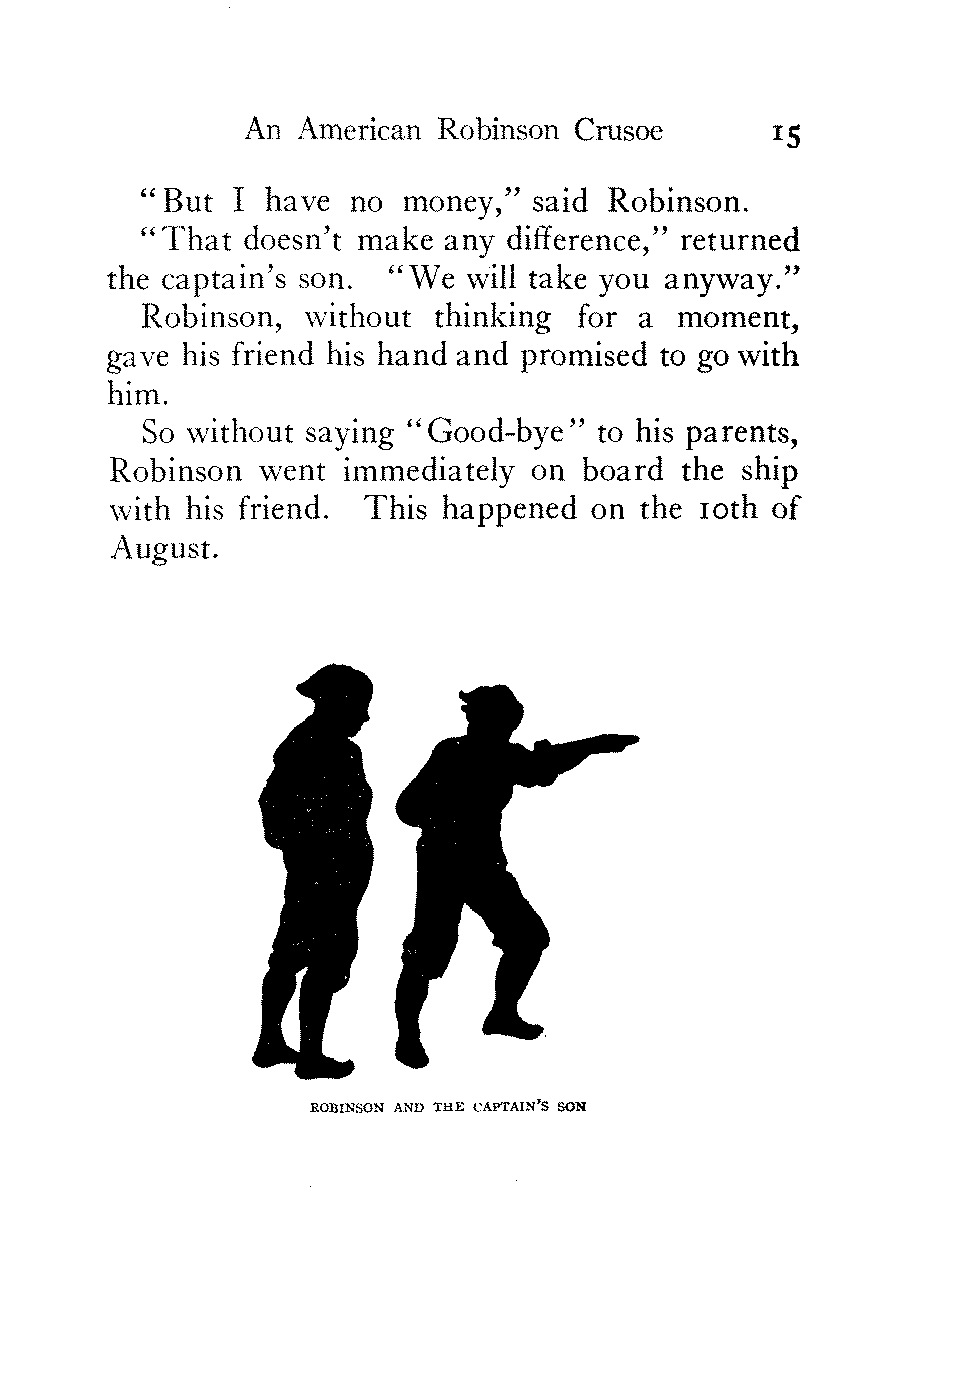 An American Robinson Crusoe 15
“But I have no money,” said Robinson.
“That doesn’t make any difference,” returned
the captain’s son. “We will take you anyway.”
Robinson, without thinking for a moment,
gave his friend his hand and promised to go with
him.
So without saying “Good-bye” to his parents,
Robinson went immediately on board the ship
with his friend. This happened on the 10th of
August.
ROBINSON AND THE CAPTAIN’S SON